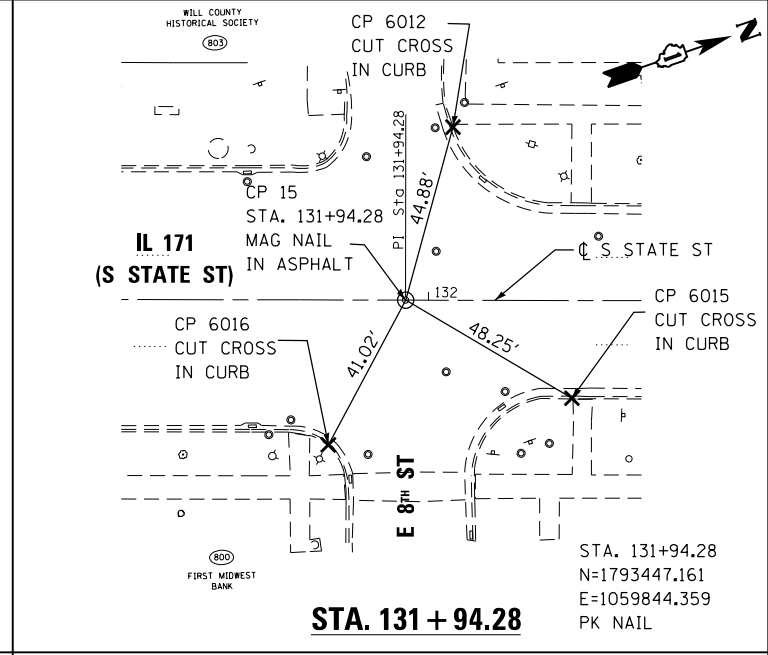 WILL COUNTY
HISTORICAL SOCIETY
803
CP 6012
CUT CROSS
IN CURB
N
PI Sta 131+94.28
44.88'
CP 15
STA. 131+94.28
MAG NAIL
IN ASPHALT
IL 171
(S STATE ST)
℄ S STATE ST
132
CP 6015
CUT CROSS
IN CURB
CP 6016
CUT CROSS
IN CURB
41.02'
48.25'
E 8TH ST
800
FIRST MIDWEST
BANK
STA. 131+94.28
N=1793447.161
E=1059844.359
PK NAIL
STA. 131 + 94.28